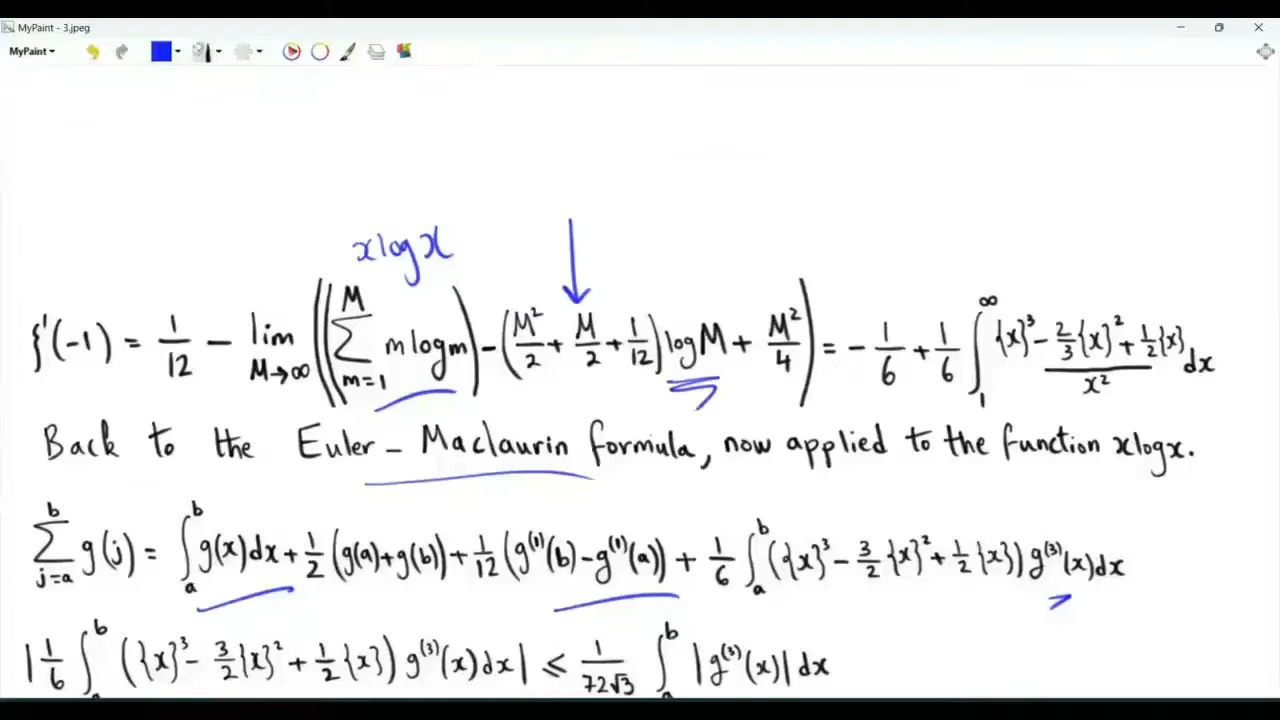 MyPaint - 3.jpeg
MyPaint
xlogx
ζ'(-1) = 1/12 - lim M→∞ ((∑_{m=1}^{M} m log m) - (M²/2 + M/2 + 1/12) log M + M²/4) = -1/6 + 1/6 ∫_1^∞ ({x}³ - 2/3{x}² + 1/2{x})/x² dx
Back to the Euler - Maclaurin formula, now applied to the function xlogx.
∑_{j=a}^{b} g(j) = ∫_a^b g(x)dx + 1/2 (g(a)+g(b)) + 1/12 (g⁽¹⁾(b) - g⁽¹⁾(a)) + 1/6 ∫_a^b ({x}³ - 3/2{x}² + 1/2{x}) g⁽³⁾(x)dx
|1/6 ∫_a^b ({x}³ - 3/2{x}² + 1/2{x}) g⁽³⁾(x)dx| ≤ 1/(72√3) ∫_a^b |g⁽³⁾(x)| dx